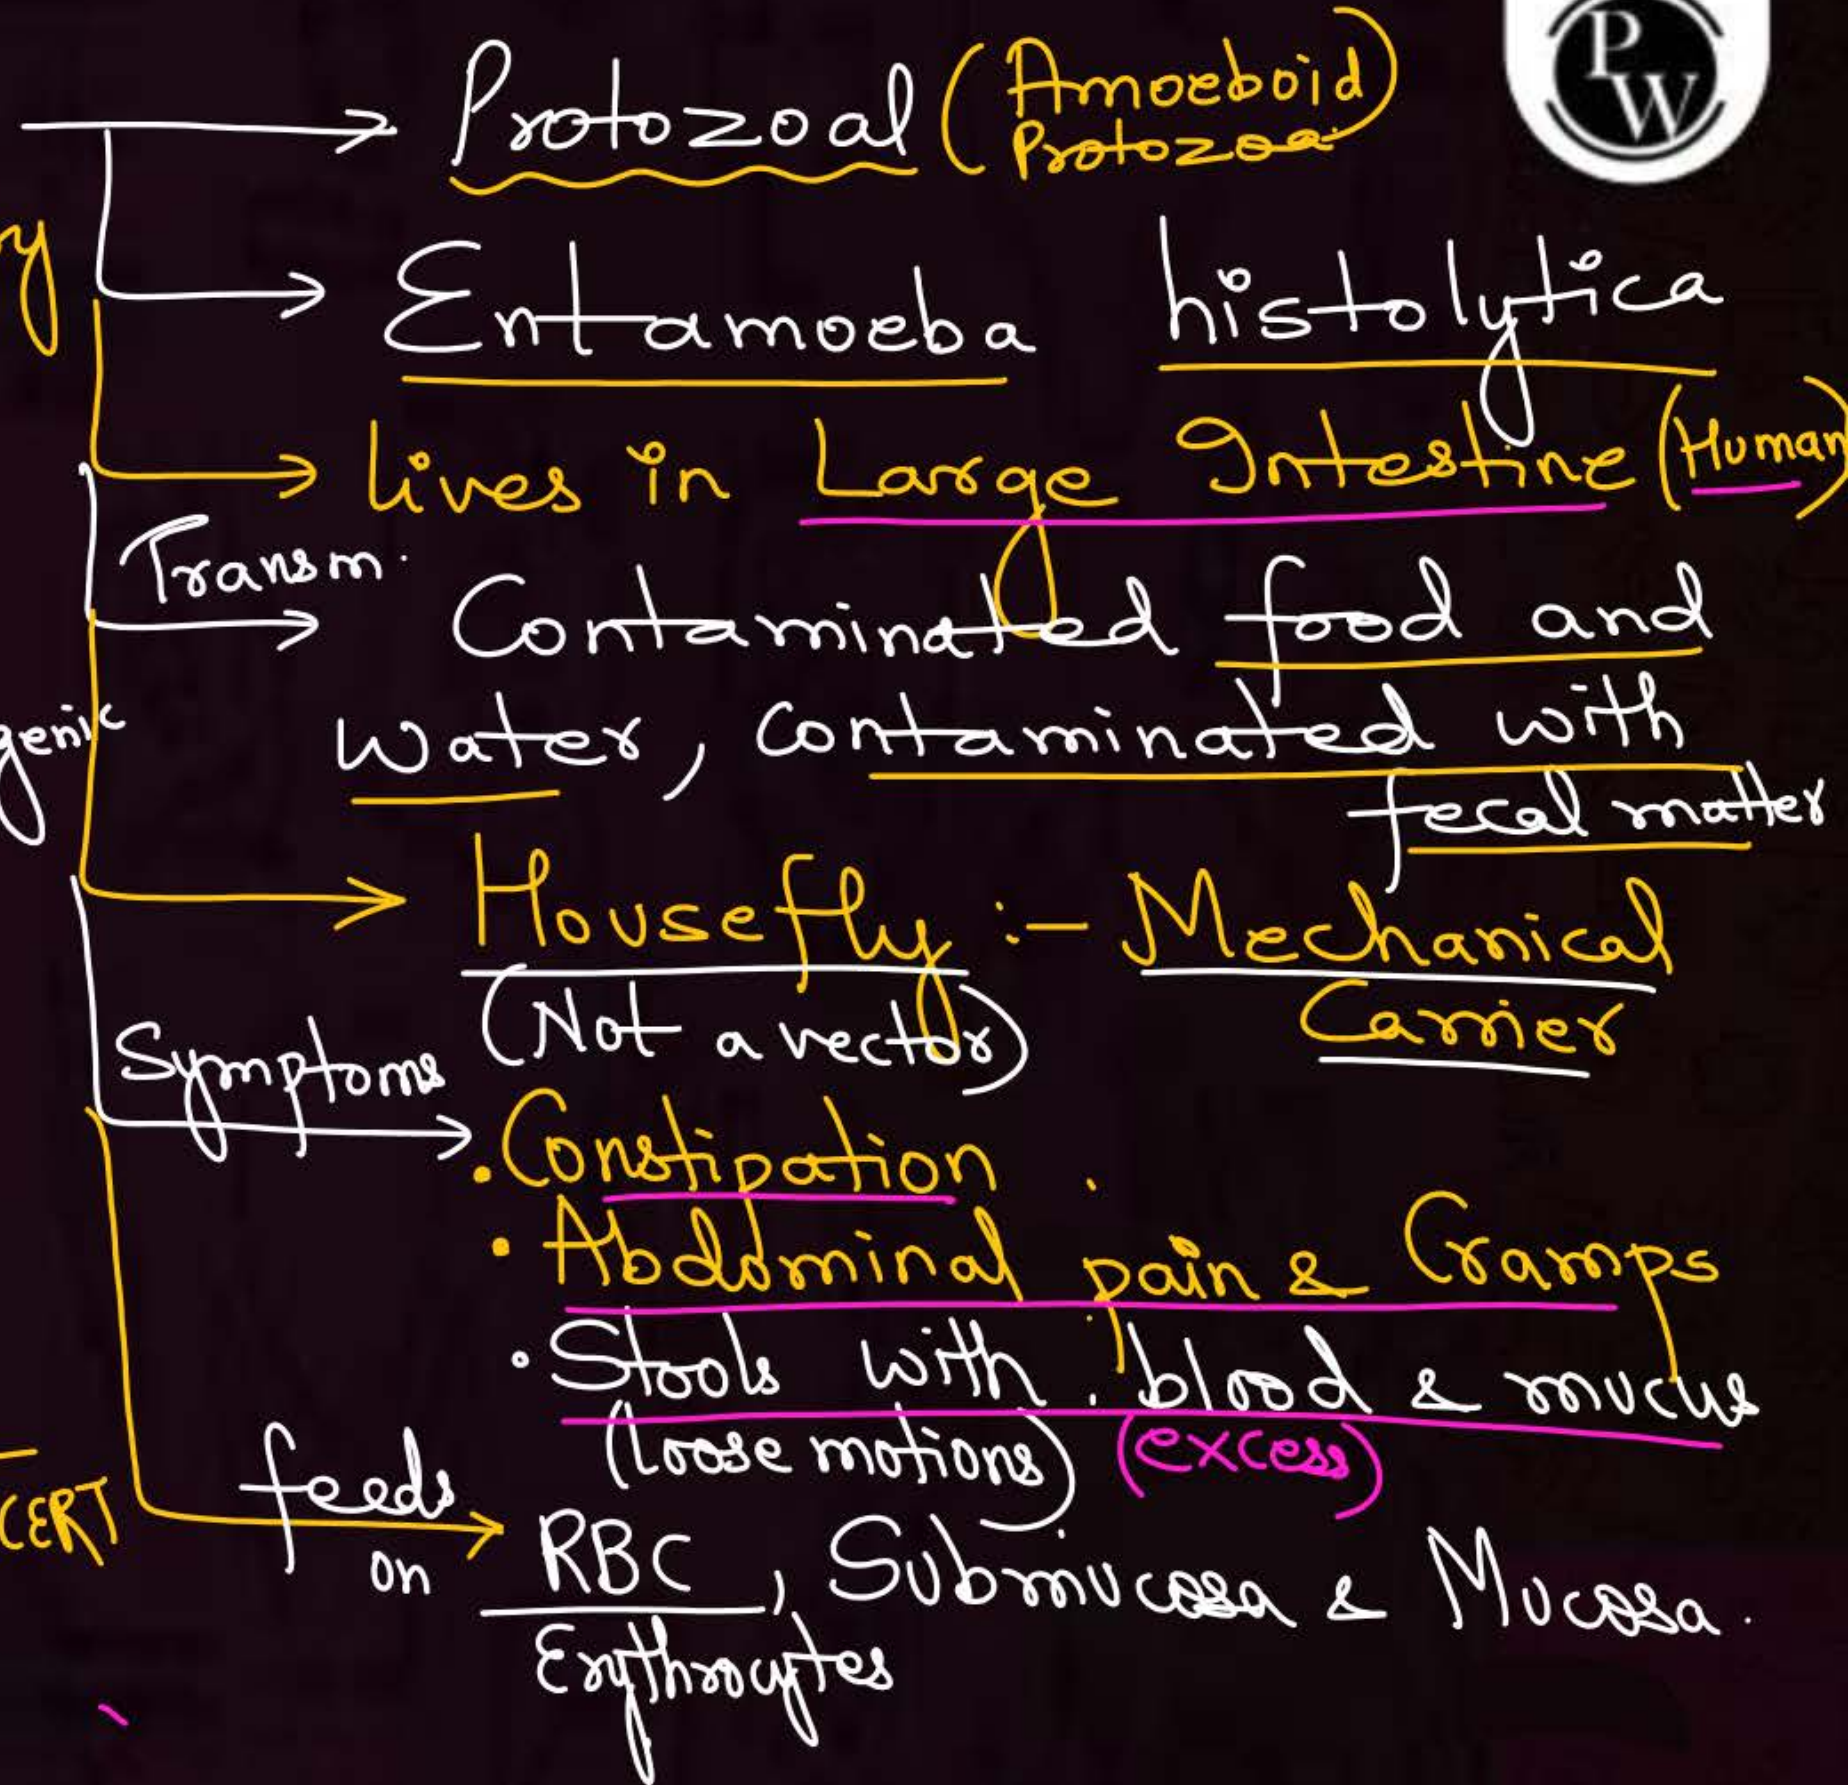 Protozoal (Amoeboid Protozoa)
P W
Entamoeba histolytica
lives in Large Intestine (Human)
Transm.
Contaminated food and
water, contaminated with
fecal matter
Housefly :- Mechanical
(Not a vector) Carrier
Symptoms
• Constipation
• Abdominal pain & Cramps
• Stools with blood & mucus
(loose motions) (excess)
feeds on
RBC, Submucosa & Mucosa.
Erythrocytes